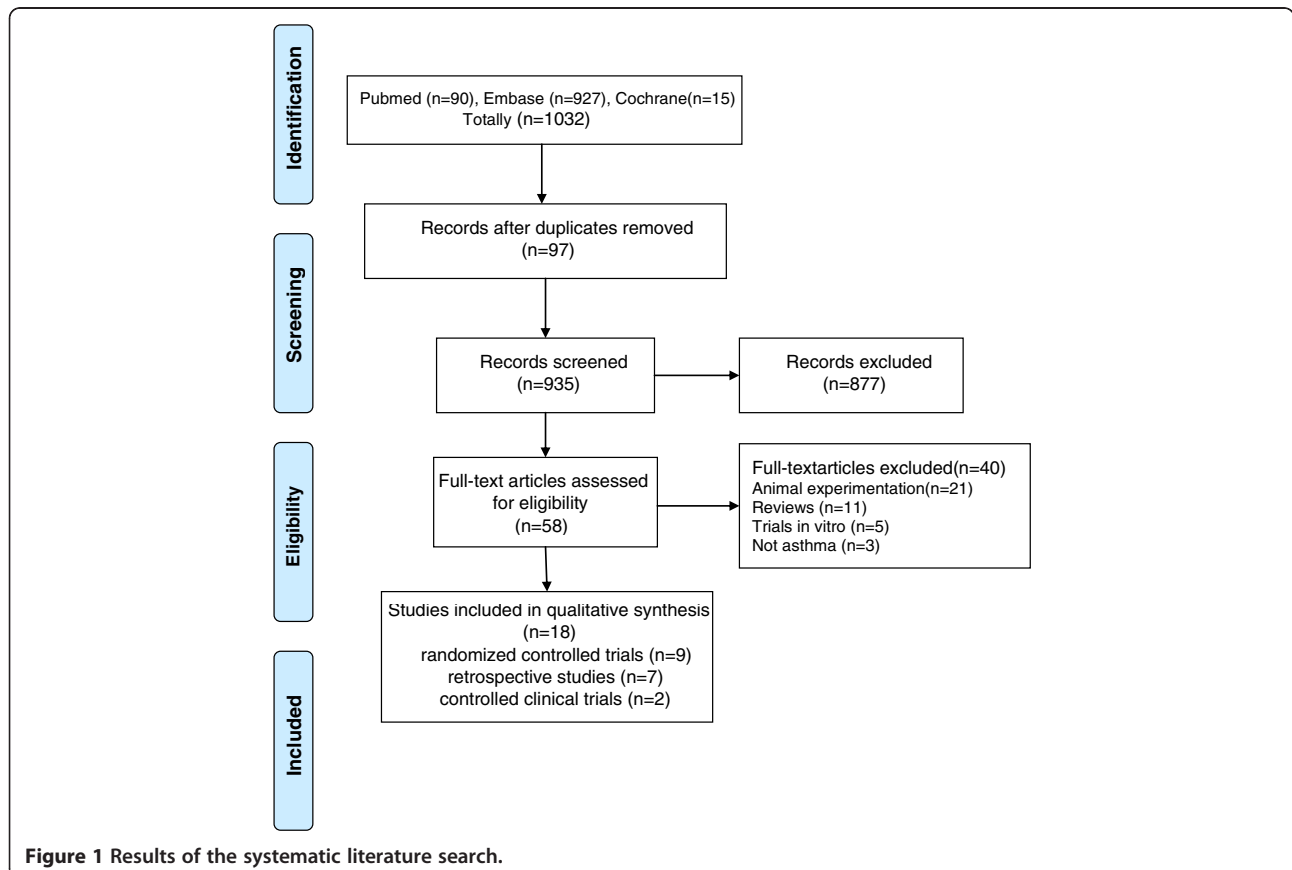 Identification
Pubmed (n=90), Embase (n=927), Cochrane(n=15)
Totally (n=1032)
Records after duplicates removed
(n=97)
Screening
Records screened
(n=935)
Records excluded
(n=877)
Eligibility
Full-text articles assessed
for eligibility
(n=58)
Full-textarticles excluded(n=40)
Animal experimentation(n=21)
Reviews (n=11)
Trials in vitro (n=5)
Not asthma (n=3)
Included
Studies included in qualitative synthesis
(n=18)
randomized controlled trials (n=9)
retrospective studies (n=7)
controlled clinical trials (n=2)
Figure 1 Results of the systematic literature search.